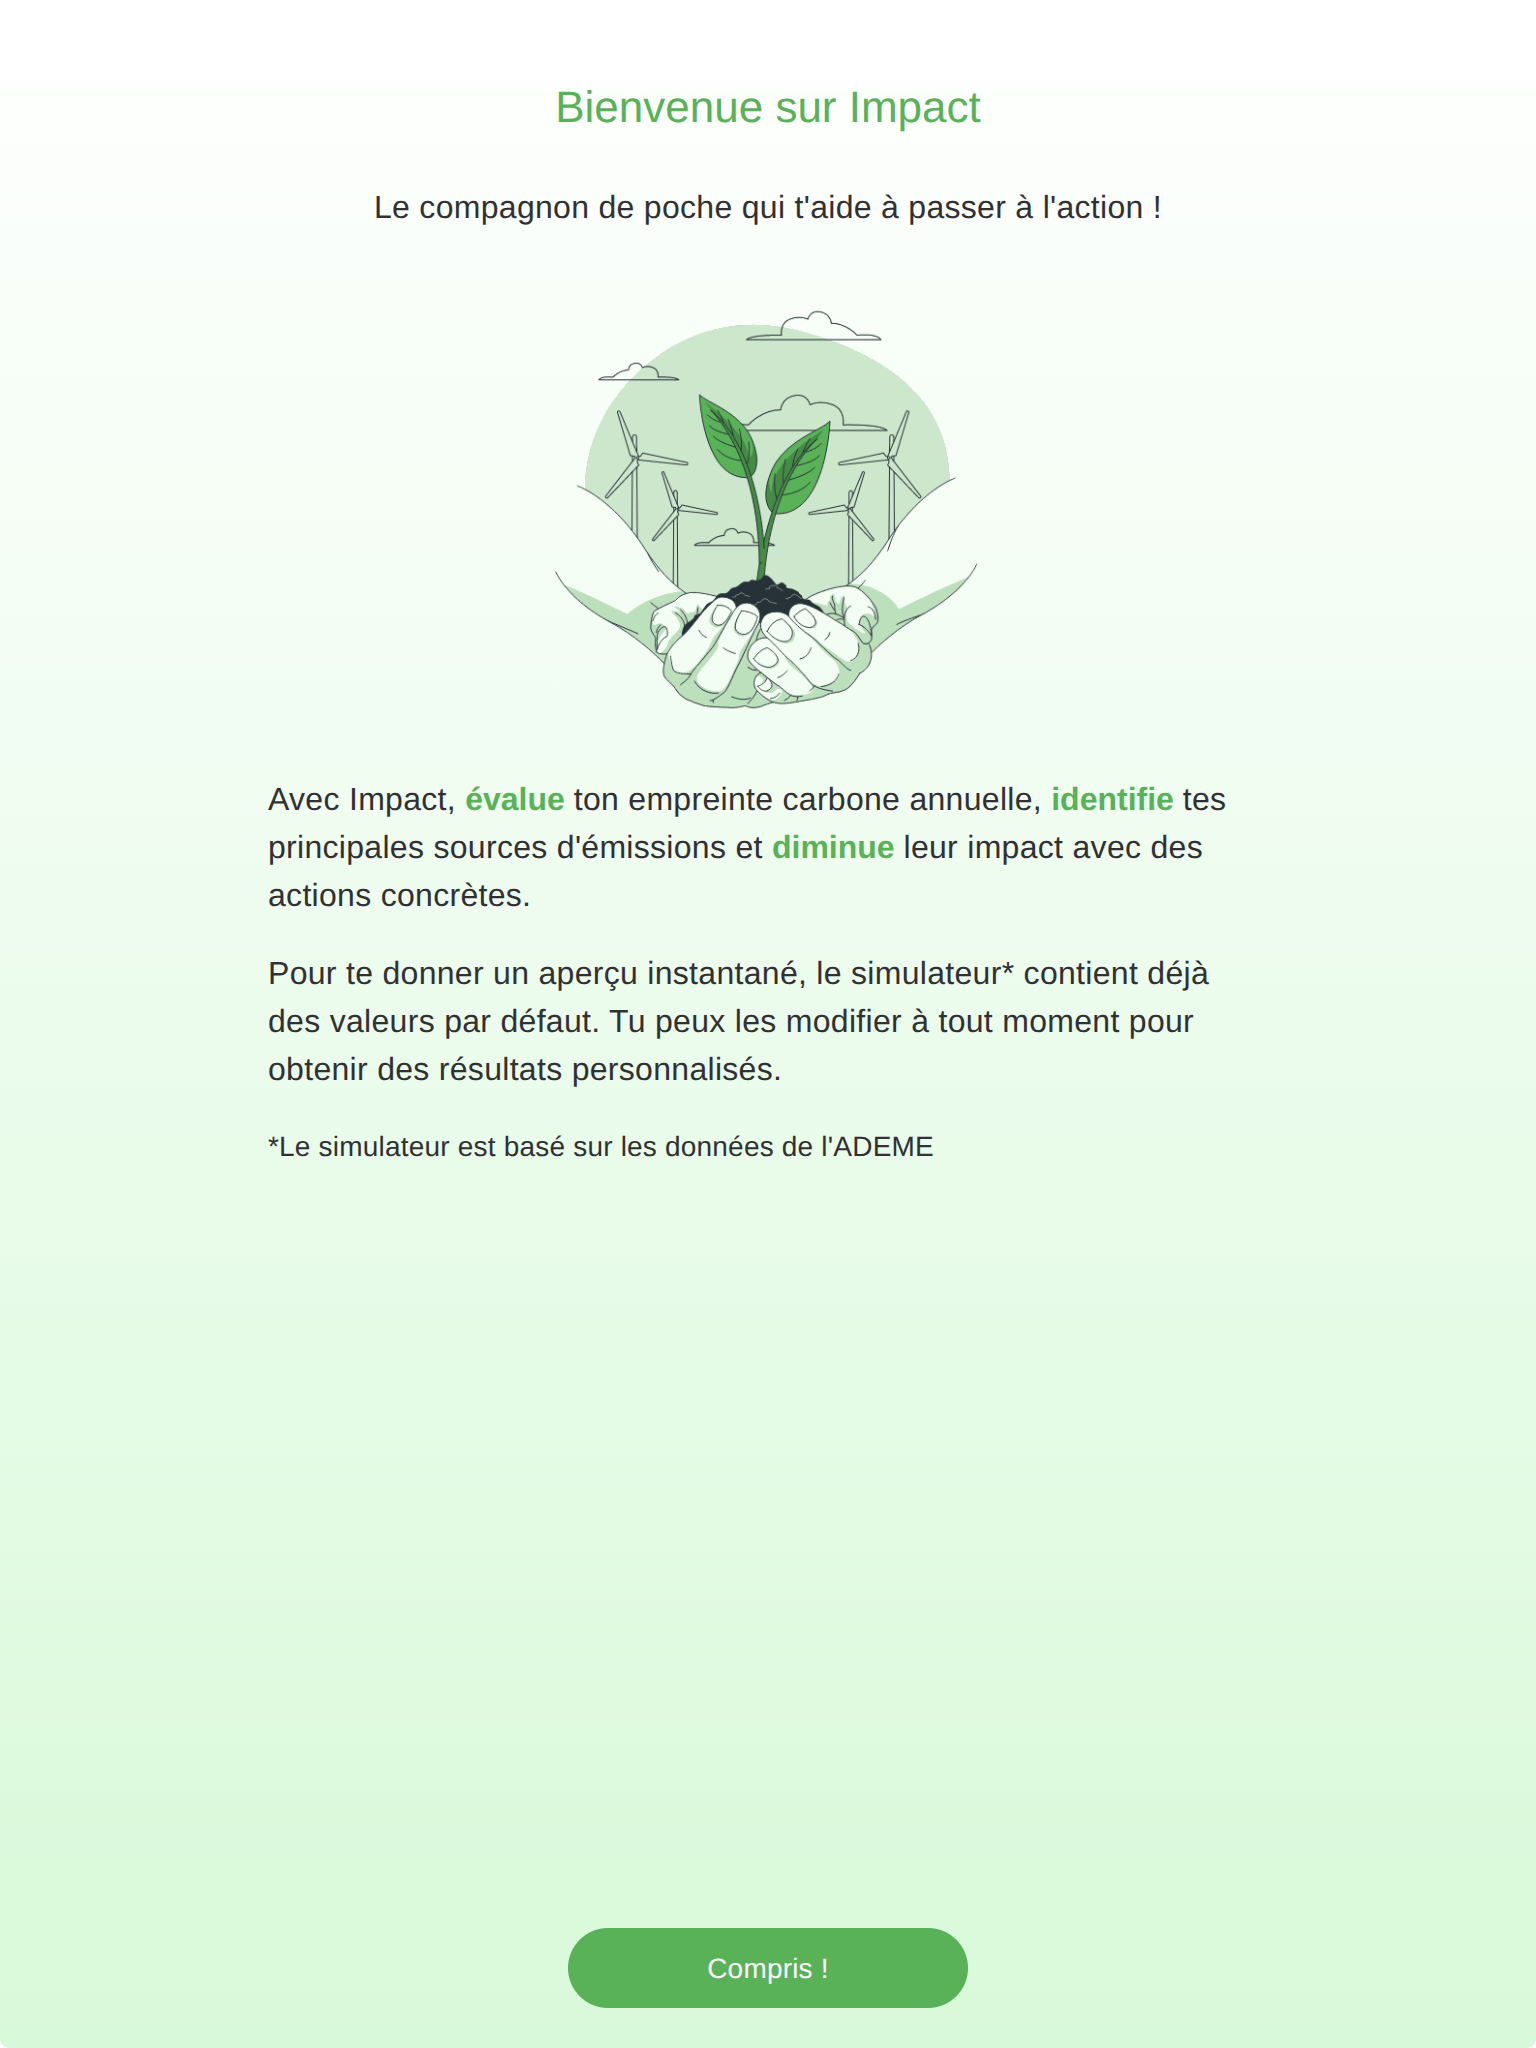 Bienvenue sur Impact
Le compagnon de poche qui t'aide à passer à l'action !
Avec Impact, évalue ton empreinte carbone annuelle, identifie tes
principales sources d'émissions et diminue leur impact avec des
actions concrètes.
Pour te donner un aperçu instantané, le simulateur* contient déjà
des valeurs par défaut. Tu peux les modifier à tout moment pour
obtenir des résultats personnalisés.
*Le simulateur est basé sur les données de l'ADEME
Compris !